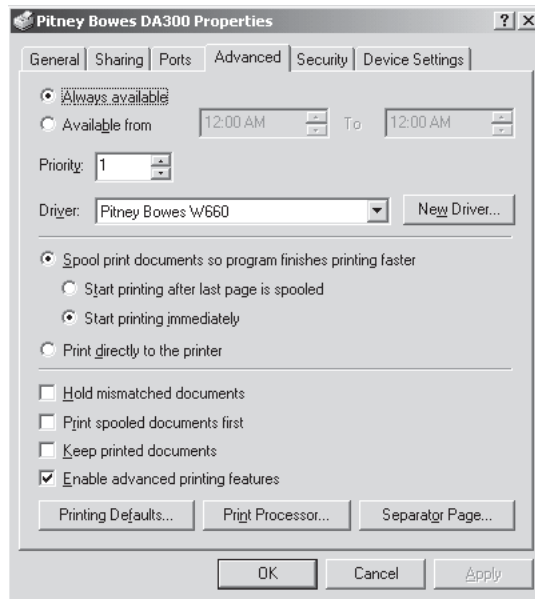 Pitney Bowes DA300 Properties
General Sharing Ports Advanced Security Device Settings
Always available
Available from 12:00 AM To 12:00 AM
Priority: 1
Driver: Pitney Bowes W660 New Driver...
Spool print documents so program finishes printing faster
Start printing after last page is spooled
Start printing immediately
Print directly to the printer
Hold mismatched documents
Print spooled documents first
Keep printed documents
Enable advanced printing features
Printing Defaults... Print Processor... Separator Page...
OK Cancel Apply